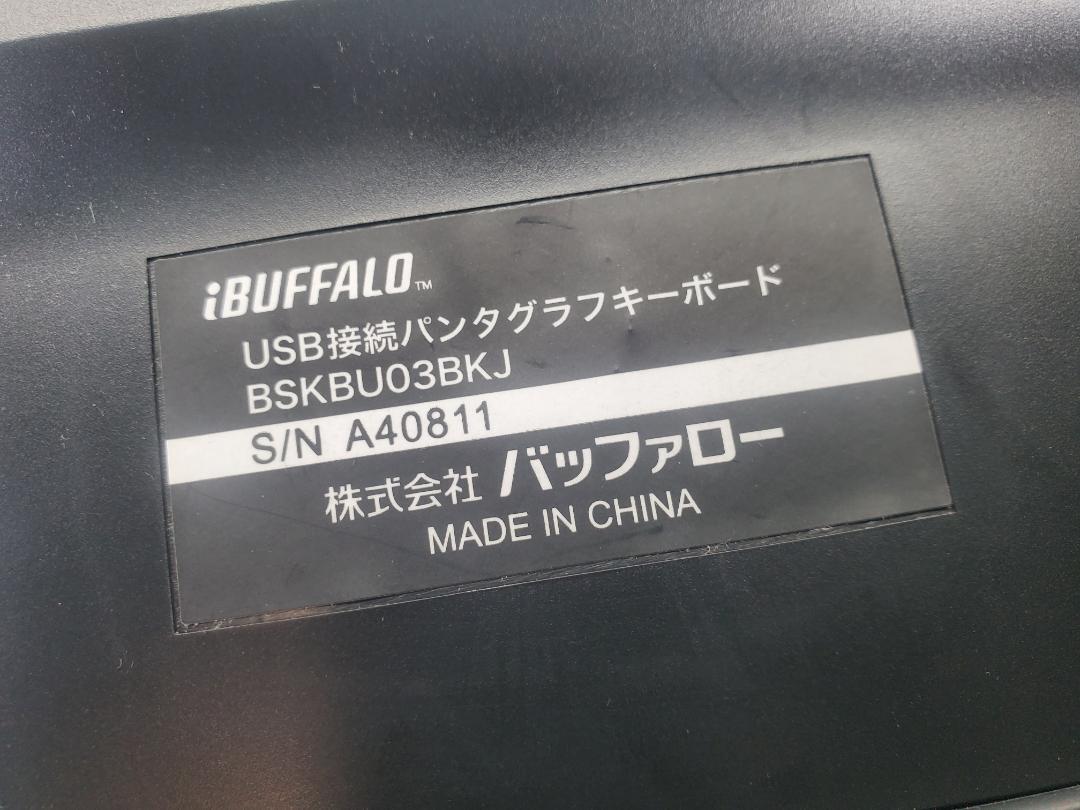 iBUFFALO™
USB接続パンタグラフキーボード
BSKBU03BKJ
S/N A40811
株式会社 バッファロー
MADE IN CHINA